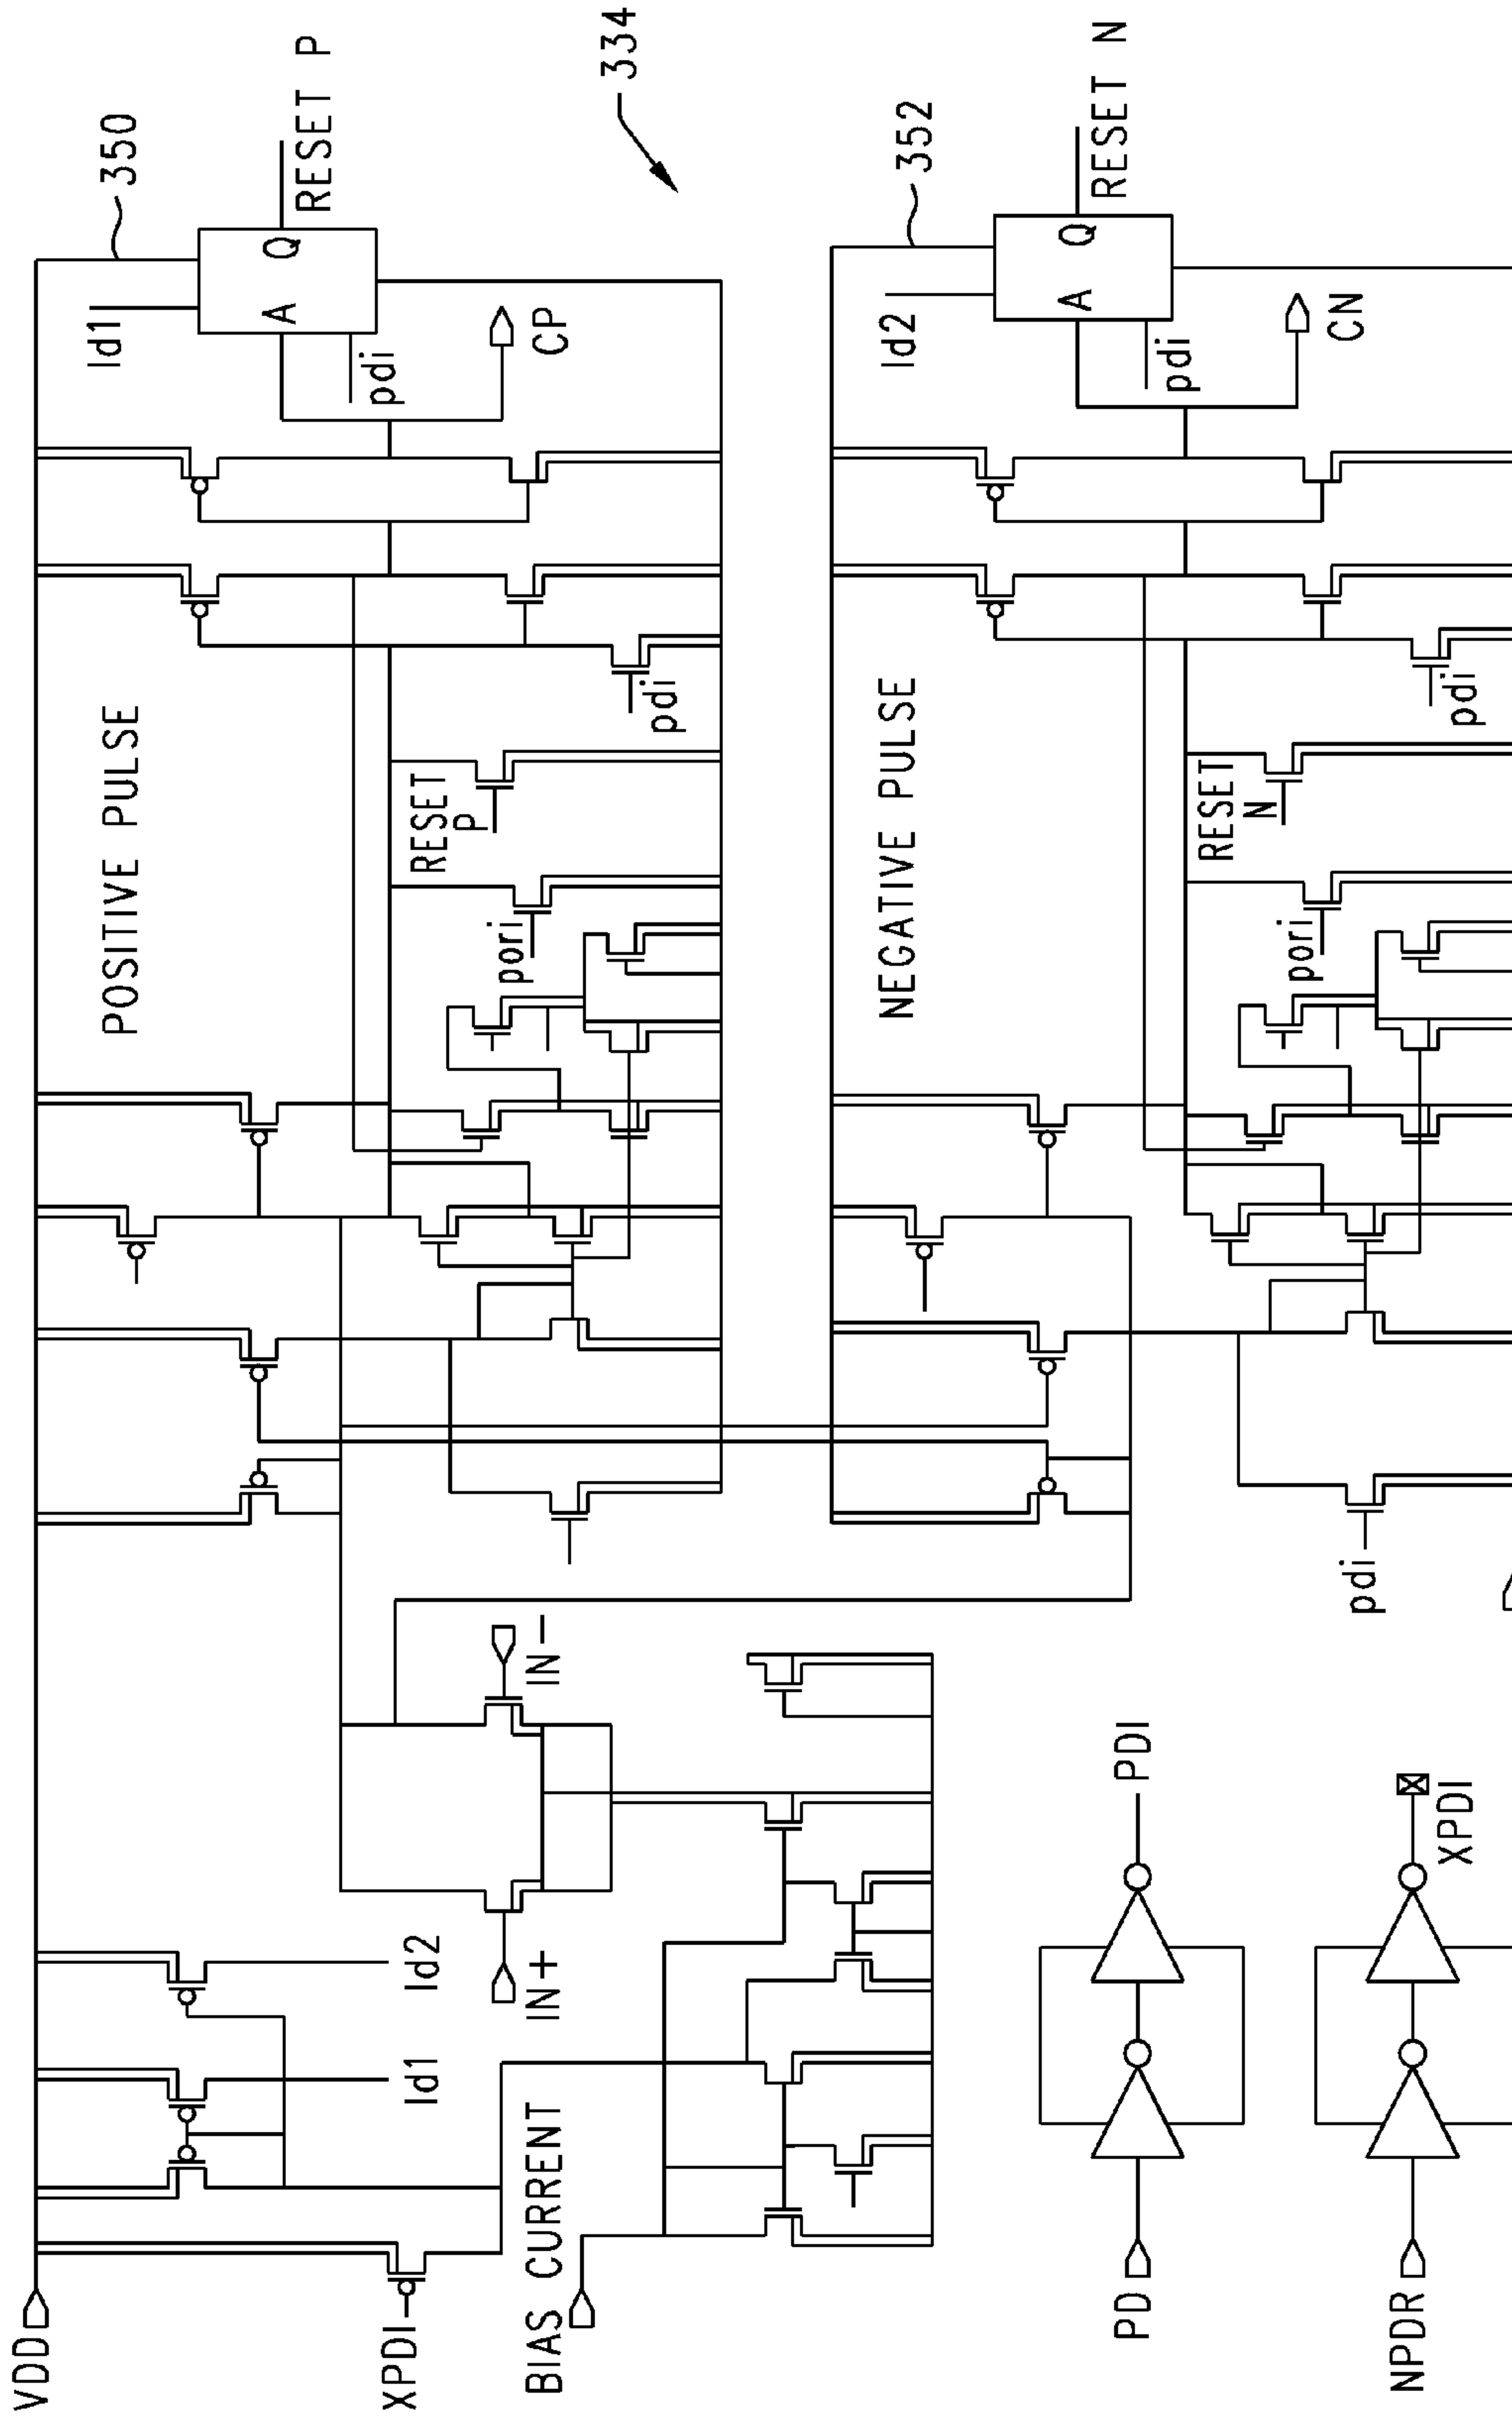 VDD
XPDI
Id1
Id2
BIAS CURRENT
IN+
IN−
POSITIVE PULSE
pori
RESET
P
pdi
Id1
350
A Q
pdi
RESET P
CP
334
NEGATIVE PULSE
pdi
pori
RESET
N
pdi
Id2
352
A Q
pdi
RESET N
CN
PD
PDI
NPDR
XPDI